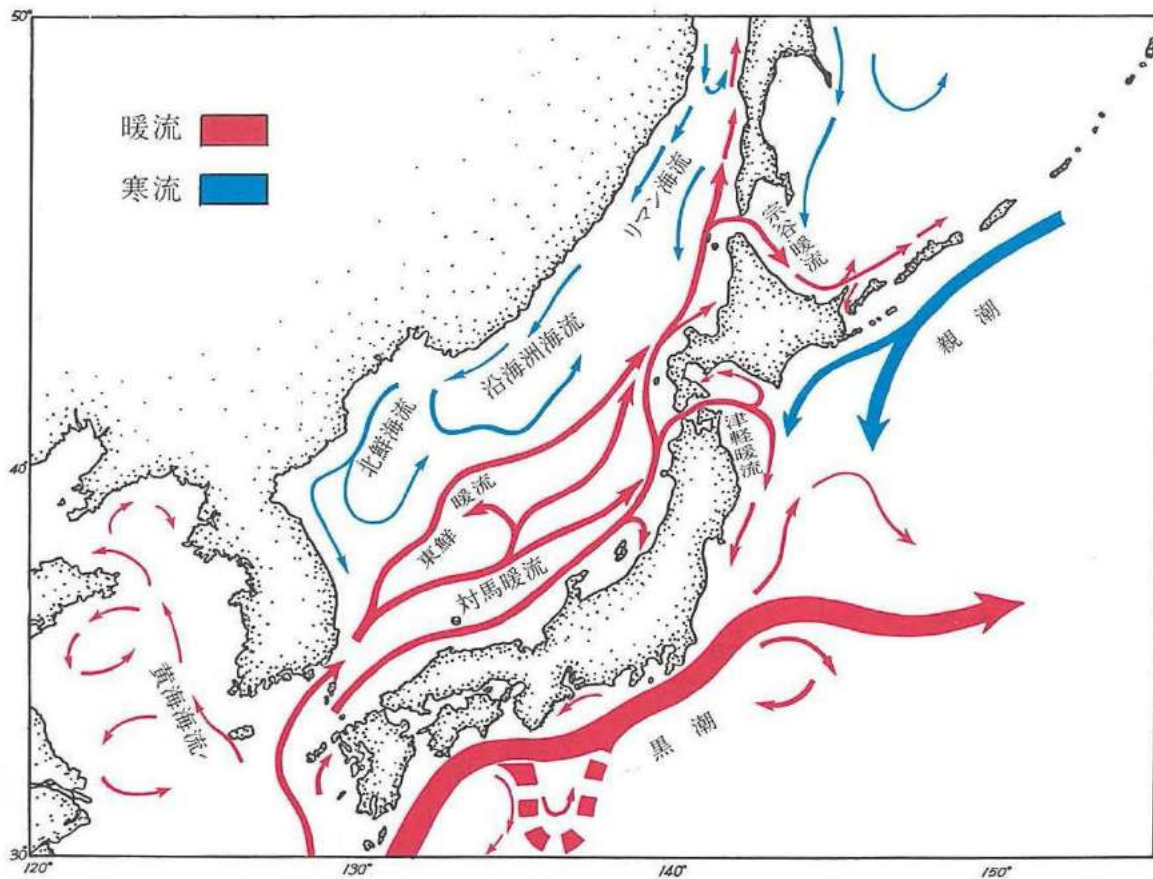 50°
暖流
寒流
リマン海流
宗谷暖流
親潮
沿海洲海流
北鮮海流
40
津軽暖流
東鮮暖流
対馬暖流
黄海海流
黒潮
30
120°
130°
140°
150°